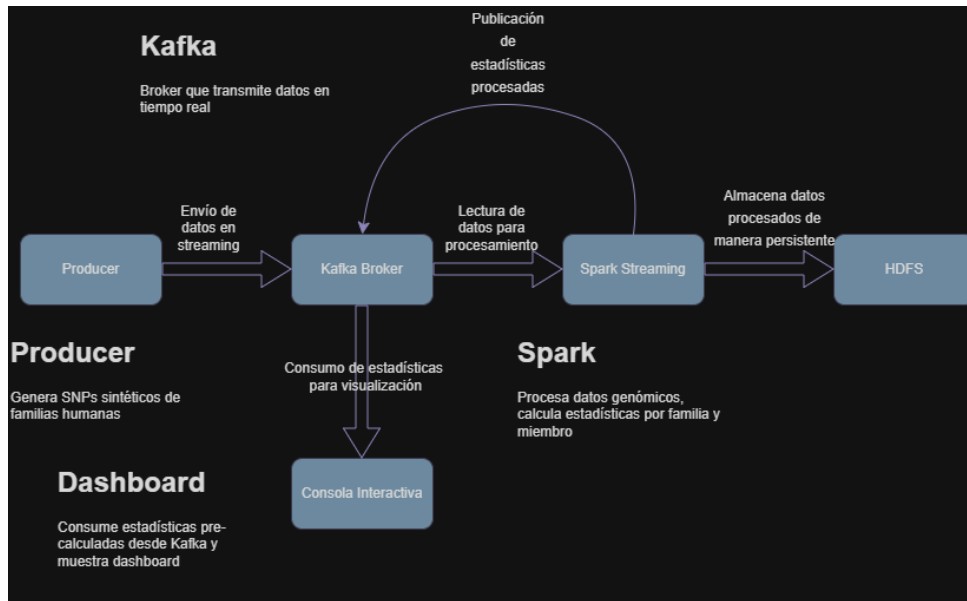 Kafka
Broker que transmite datos en
tiempo real
Publicación
de
estadísticas
procesadas
Envío de
datos en
streaming
Lectura de
datos para
procesamiento
Almacena datos
procesados de
manera persistente
Producer
Kafka Broker
Spark Streaming
HDFS
Producer
Genera SNPs sintéticos de
familias humanas
Consumo de estadísticas
para visualización
Spark
Procesa datos genómicos,
calcula estadísticas por familia y
miembro
Dashboard
Consume estadísticas pre-
calculadas desde Kafka y
muestra dashboard
Consola Interactiva